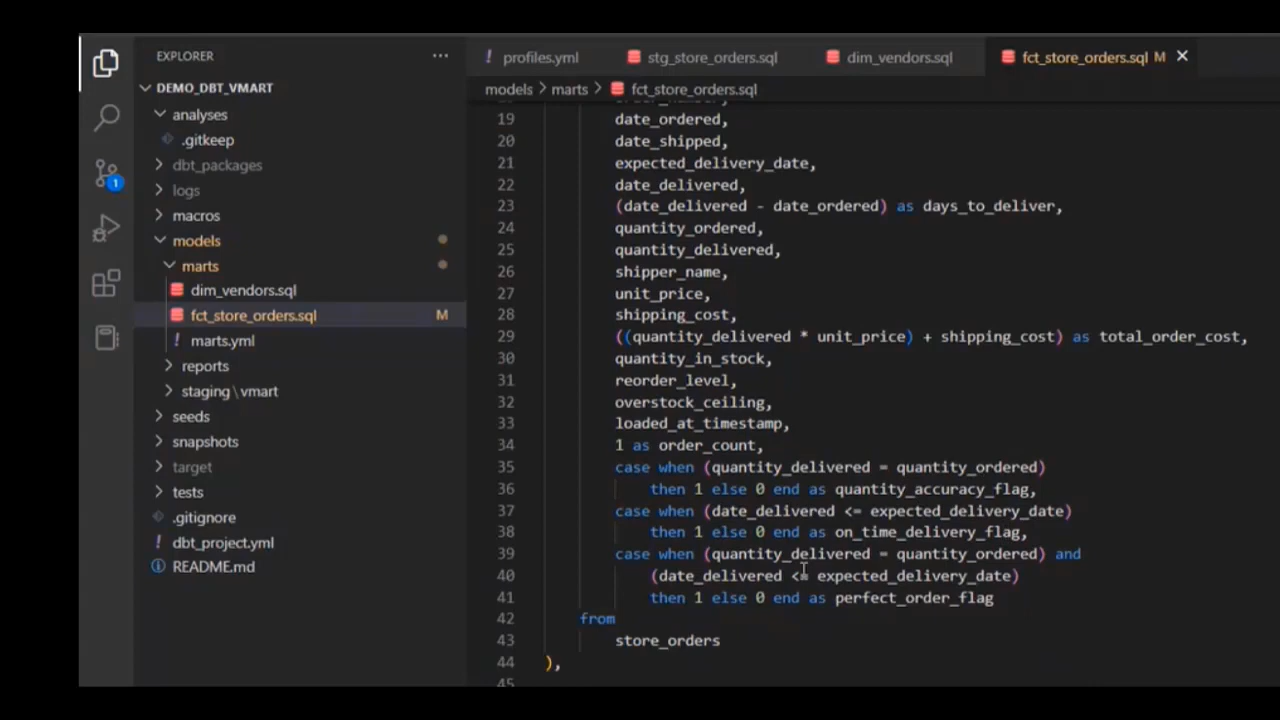 EXPLORER
···
DEMO_DBT_VMART
analyses
.gitkeep
dbt_packages
logs
macros
models
marts
dim_vendors.sql
fct_store_orders.sql M
marts.yml
reports
staging\vmart
seeds
snapshots
target
tests
.gitignore
dbt_project.yml
README.md
1
profiles.yml
stg_store_orders.sql
dim_vendors.sql
fct_store_orders.sql M
models > marts > fct_store_orders.sql
19 date_ordered,
20 date_shipped,
21 expected_delivery_date,
22 date_delivered,
23 (date_delivered - date_ordered) as days_to_deliver,
24 quantity_ordered,
25 quantity_delivered,
26 shipper_name,
27 unit_price,
28 shipping_cost,
29 ((quantity_delivered * unit_price) + shipping_cost) as total_order_cost,
30 quantity_in_stock,
31 reorder_level,
32 overstock_ceiling,
33 loaded_at_timestamp,
34 1 as order_count,
35 case when (quantity_delivered = quantity_ordered)
36 then 1 else 0 end as quantity_accuracy_flag,
37 case when (date_delivered <= expected_delivery_date)
38 then 1 else 0 end as on_time_delivery_flag,
39 case when (quantity_delivered = quantity_ordered) and
40 (date_delivered <= expected_delivery_date)
41 then 1 else 0 end as perfect_order_flag
42 from
43 store_orders
44 ),
45